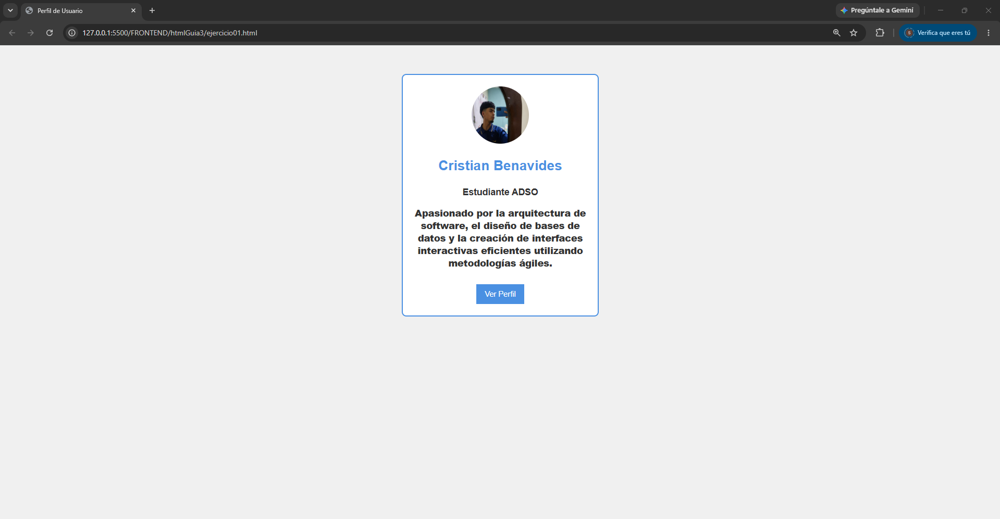 Perfil de Usuario
Pregúntale a Gemini
127.0.0.1:5500/FRONTEND/htmlGuia3/ejercicio01.html
S
Verifica que eres tú
Cristian Benavides
Estudiante ADSO
Apasionado por la arquitectura de
software, el diseño de bases de
datos y la creación de interfaces
interactivas eficientes utilizando
metodologías ágiles.
Ver Perfil